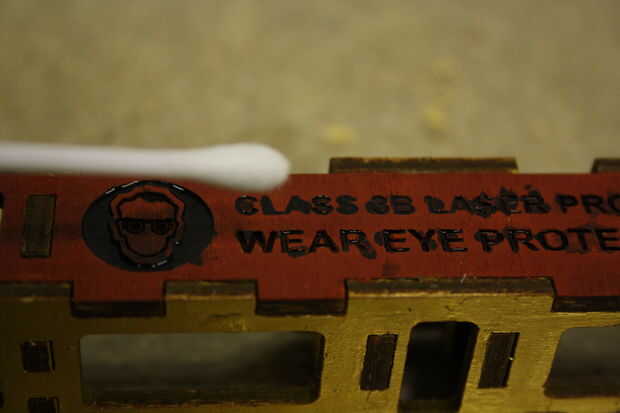 CLASS 3B LASER PRO
WEAR EYE PROTE